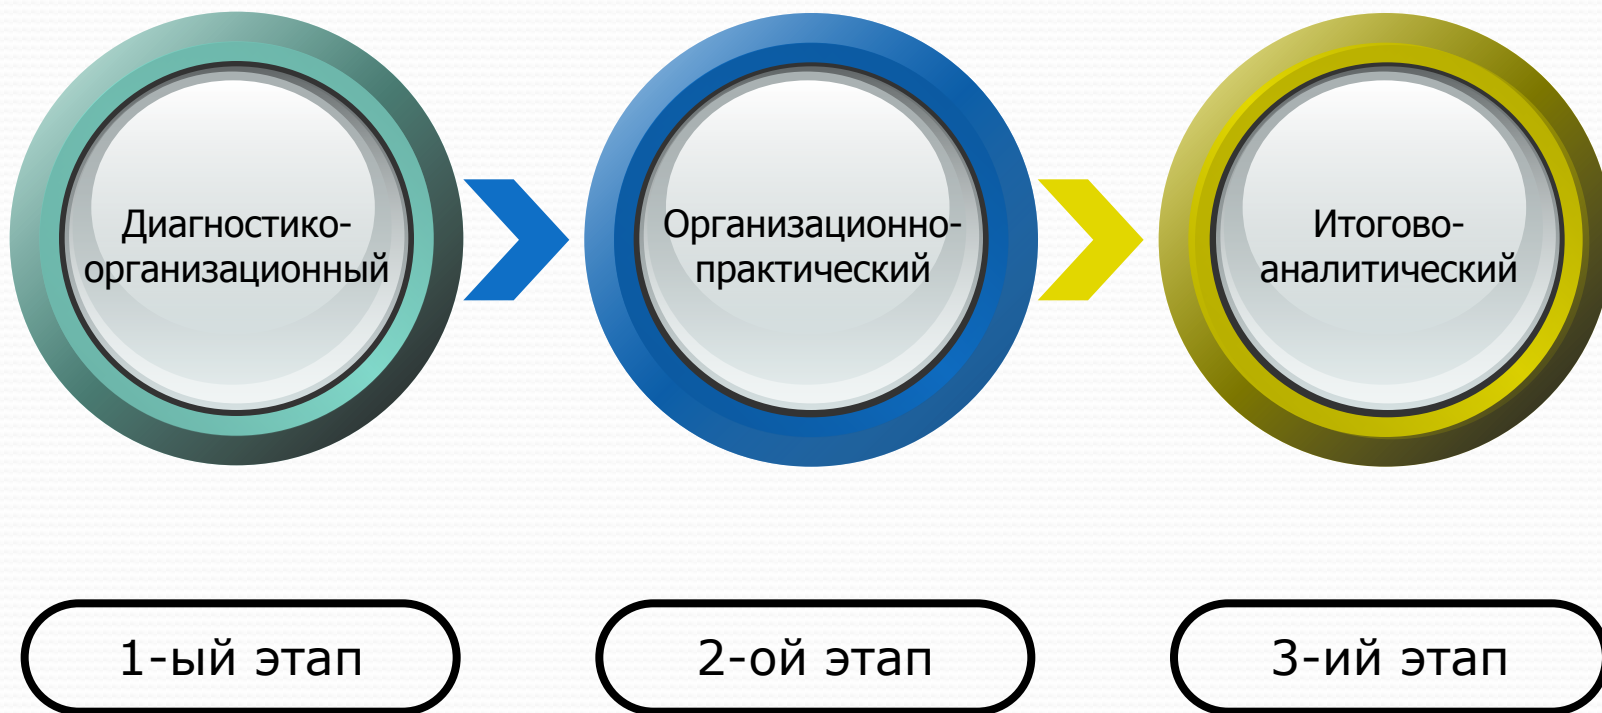 Диагностико-
организационный
Организационно-
практический
Итогово-
аналитический
1-ый этап
2-ой этап
3-ий этап